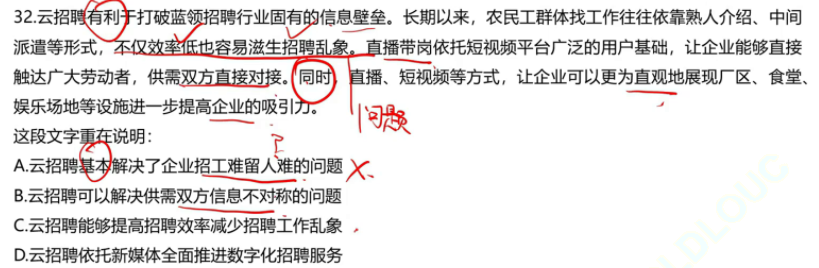 32.云招聘有利于打破蓝领招聘行业固有的信息壁垒。长期以来，农民工群体找工作往往依靠熟人介绍、中间
派遣等形式，不仅效率低也容易滋生招聘乱象。直播带岗依托短视频平台广泛的用户基础，让企业能够直接
触达广大劳动者，供需双方直接对接。同时，直播、短视频等方式，让企业可以更为直观地展现厂区、食堂、
娱乐场地等设施进一步提高企业的吸引力。
问题
这段文字重在说明：
A.云招聘基本解决了企业招工难留人难的问题
B.云招聘可以解决供需双方信息不对称的问题
C.云招聘能够提高招聘效率减少招聘工作乱象
D.云招聘依托新媒体全面推进数字化招聘服务